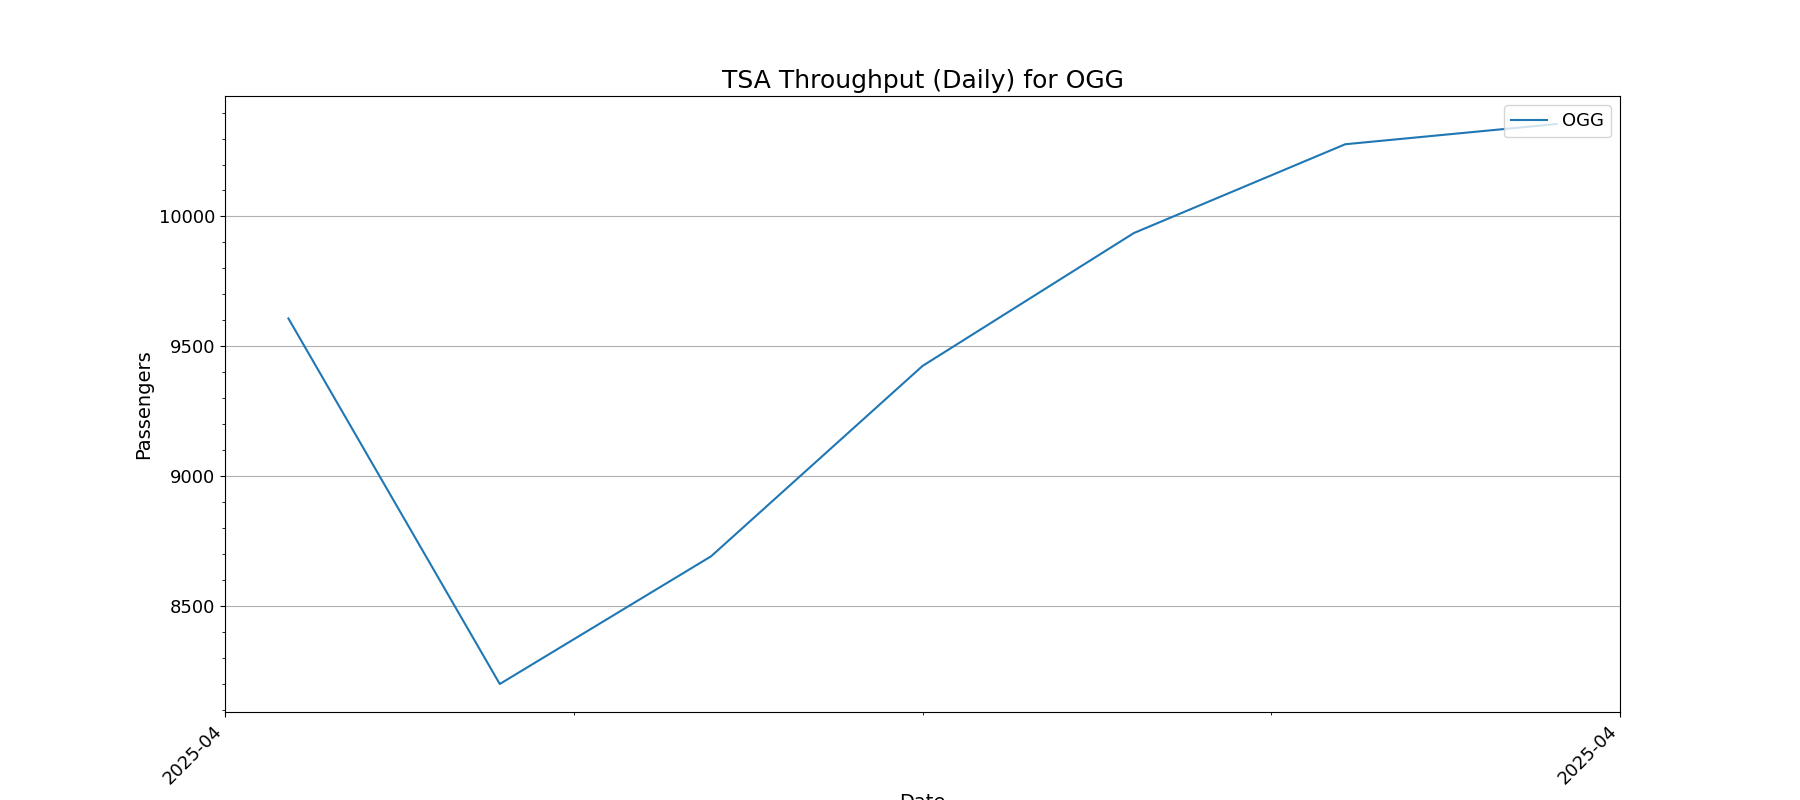 TSA Throughput (Daily) for OGG
OGG
10000
9500
9000
8500
Passengers
2025-04
2025-04
Date